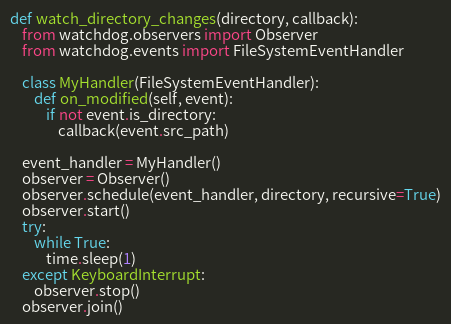 def watch_directory_changes(directory, callback):
    from watchdog.observers import Observer
    from watchdog.events import FileSystemEventHandler

    class MyHandler(FileSystemEventHandler):
        def on_modified(self, event):
            if not event.is_directory:
                callback(event.src_path)

    event_handler = MyHandler()
    observer = Observer()
    observer.schedule(event_handler, directory, recursive=True)
    observer.start()
    try:
        while True:
            time.sleep(1)
    except KeyboardInterrupt:
        observer.stop()
    observer.join()